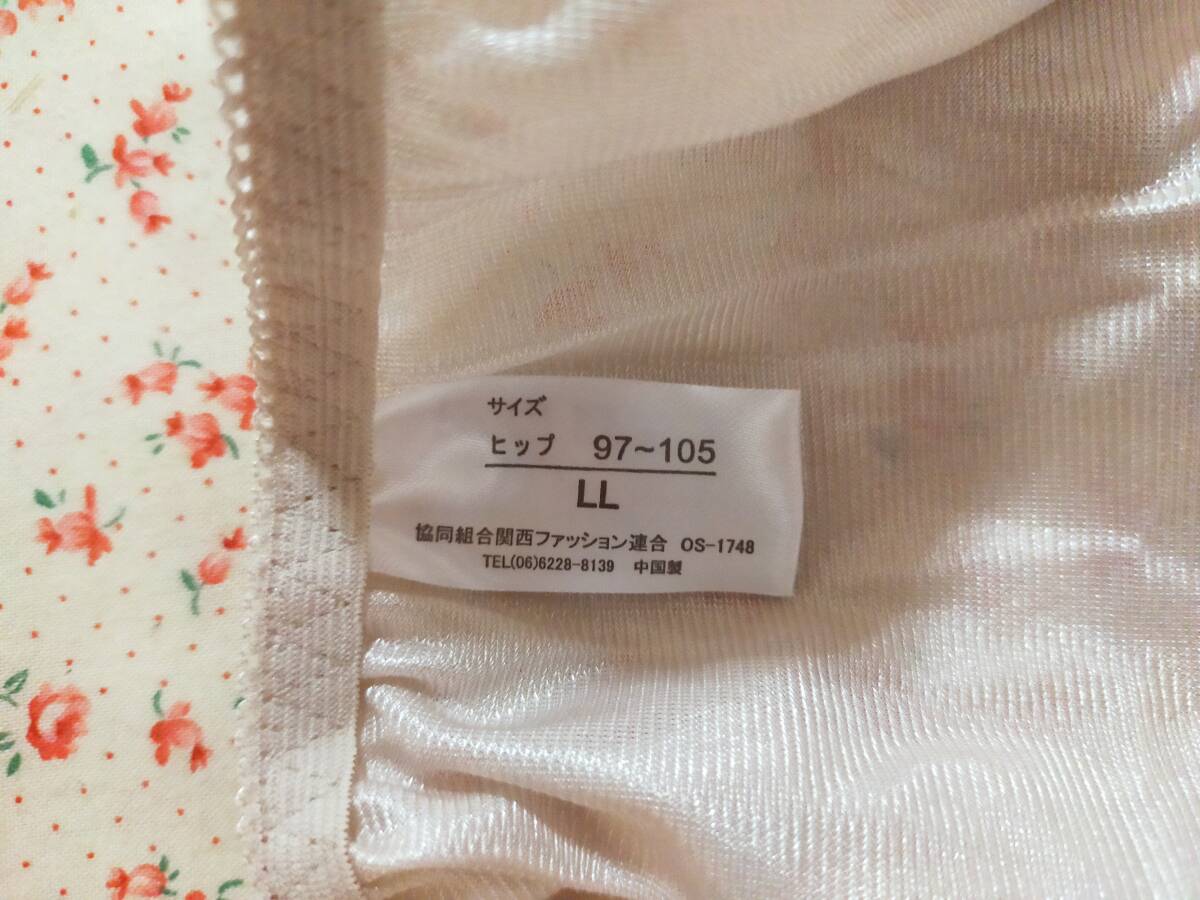 サイズ
ヒップ 97~105
LL
協同組合関西ファッション連合 OS-1748
TEL(06)6228-8139 中国製